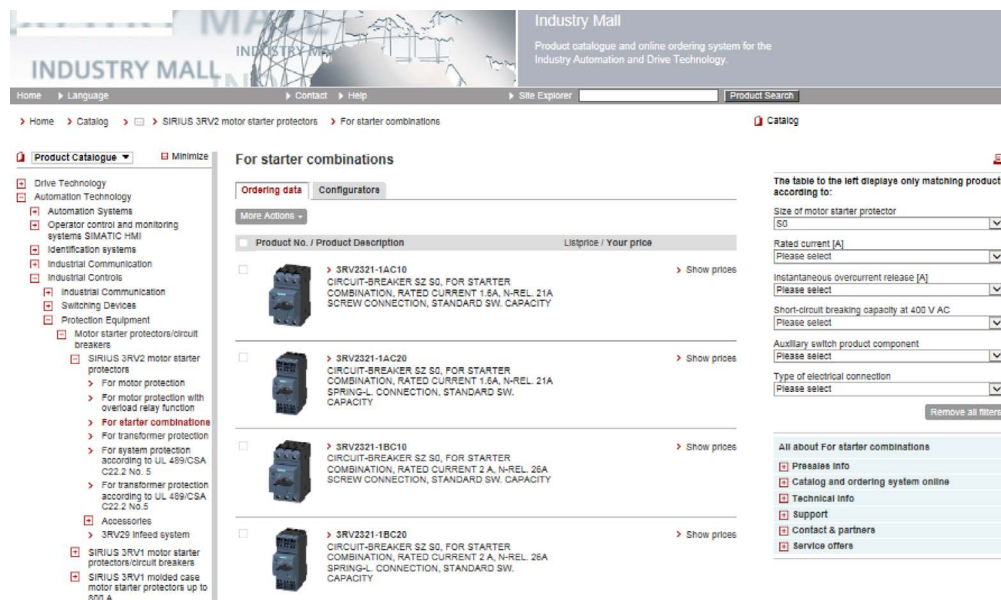 INDUSTRY MALL
INDUSTRY
Industry Mall
Product catalogue and online ordering system for the
Industry Automation and Drive Technology.
Home Language Contact Help Site Explorer Product Search
Home Catalog SIRIUS 3RV2 motor starter protectors For starter combinations Catalog
Product Catalogue Minimize
Drive Technology
Automation Technology
Automation Systems
Operator control and monitoring
systems SIMATIC HMI
Identification systems
Industrial Communication
Industrial Controls
Industrial Communication
Switching Devices
Protection Equipment
Motor starter protectors/circuit
breakers
SIRIUS 3RV2 motor starter
protectors
For motor protection
For motor protection with
overload relay function
For starter combinations
For transformer protection
For system protection
according to UL 489/CSA
C22.2 No. 5
For transformer protection
according to UL 489/CSA
C22.2 No.5
Accessories
3RV29 Infeed system
SIRIUS 3RV1 motor starter
protectors/circuit breakers
SIRIUS 3RV1 molded case
motor starter protectors up to
800 A
For starter combinations
Ordering data Configurators
More Actions
Product No. / Product Description Listprice / Your price
3RV2321-1AC10 Show prices
CIRCUIT-BREAKER SZ S0, FOR STARTER
COMBINATION, RATED CURRENT 1.6A, N-REL. 21A
SCREW CONNECTION, STANDARD SW. CAPACITY
3RV2321-1AC20 Show prices
CIRCUIT-BREAKER SZ S0, FOR STARTER
COMBINATION, RATED CURRENT 1.6A, N-REL. 21A
SPRING-L. CONNECTION, STANDARD SW.
CAPACITY
3RV2321-1BC10 Show prices
CIRCUIT-BREAKER SZ S0, FOR STARTER
COMBINATION, RATED CURRENT 2 A, N-REL. 26A
SCREW CONNECTION, STANDARD SW. CAPACITY
3RV2321-1BC20 Show prices
CIRCUIT-BREAKER SZ S0, FOR STARTER
COMBINATION, RATED CURRENT 2 A, N-REL. 26A
SPRING-L. CONNECTION, STANDARD SW.
CAPACITY
The table to the left displays only matching product
according to:
Size of motor starter protector
S0
Rated current [A]
Please select
Instantaneous overcurrent release [A]
Please select
Short-circuit breaking capacity at 400 V AC
Please select
Auxiliary switch product component
Please select
Type of electrical connection
Please select
Remove all filters
All about For starter combinations
Presales info
Catalog and ordering system online
Technical info
Support
Contact & partners
Service offers